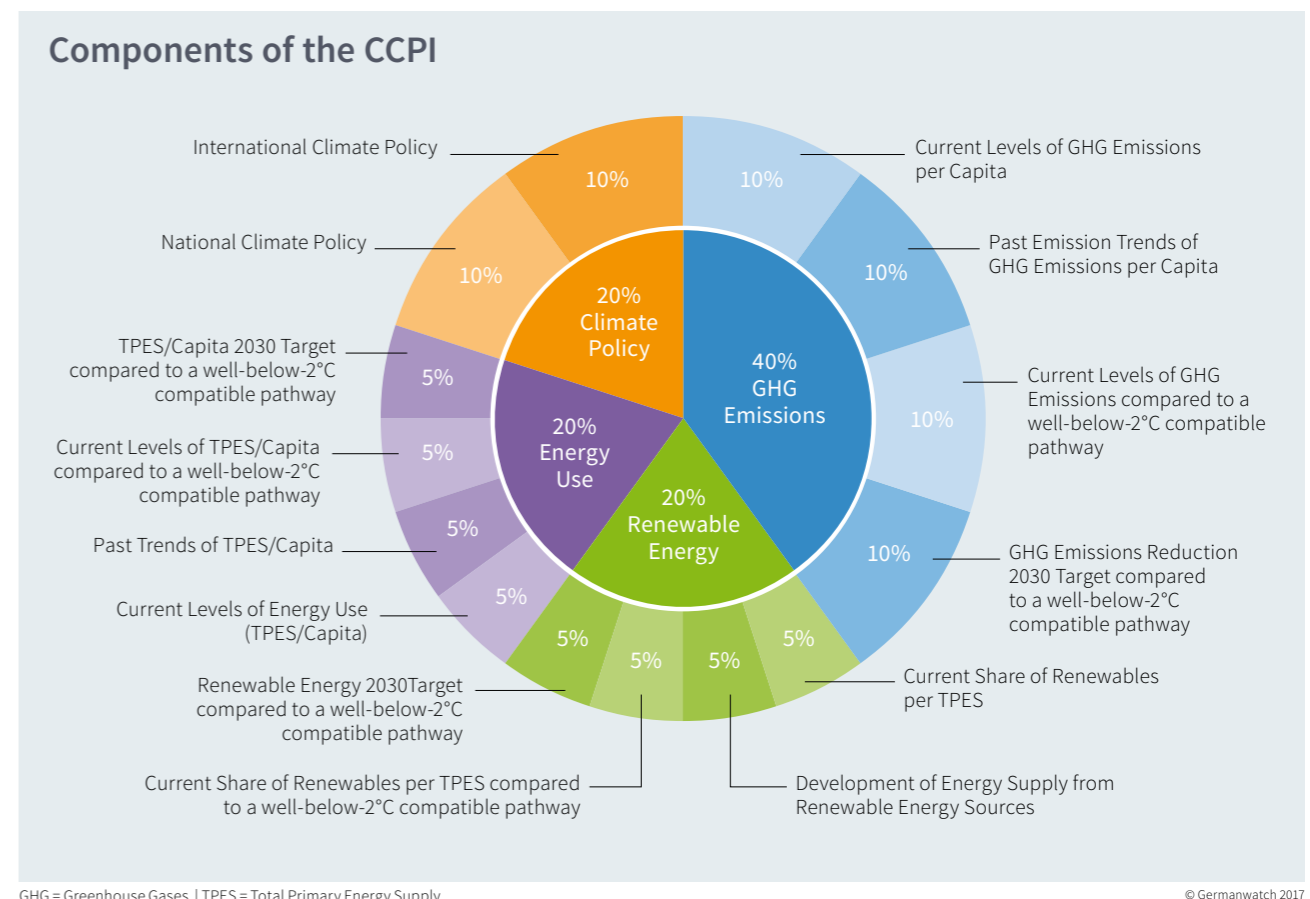 Components of the CCPI
International Climate Policy
National Climate Policy
TPES/Capita 2030 Target
compared to a well-below-2°C
compatible pathway
Current Levels of TPES/Capita
compared to a well-below-2°C
compatible pathway
Past Trends of TPES/Capita
Current Levels of Energy Use
(TPES/Capita)
Renewable Energy 2030Target
compared to a well-below-2°C
compatible pathway
Current Share of Renewables per TPES compared
to a well-below-2°C compatible pathway
10%
10%
5%
5%
5%
5%
5%
5%
5%
5%
10%
10%
10%
10%
20%
Climate
Policy
40%
GHG
Emissions
20%
Energy
Use
20%
Renewable
Energy
Current Levels of GHG Emissions
per Capita
Past Emission Trends of
GHG Emissions per Capita
Current Levels of GHG
Emissions compared to a
well-below-2°C compatible
pathway
GHG Emissions Reduction
2030 Target compared
to a well-below-2°C
compatible pathway
Current Share of Renewables
per TPES
Development of Energy Supply from
Renewable Energy Sources
GHG = Greenhouse Gases | TPES = Total Primary Energy Supply
© Germanwatch 2017